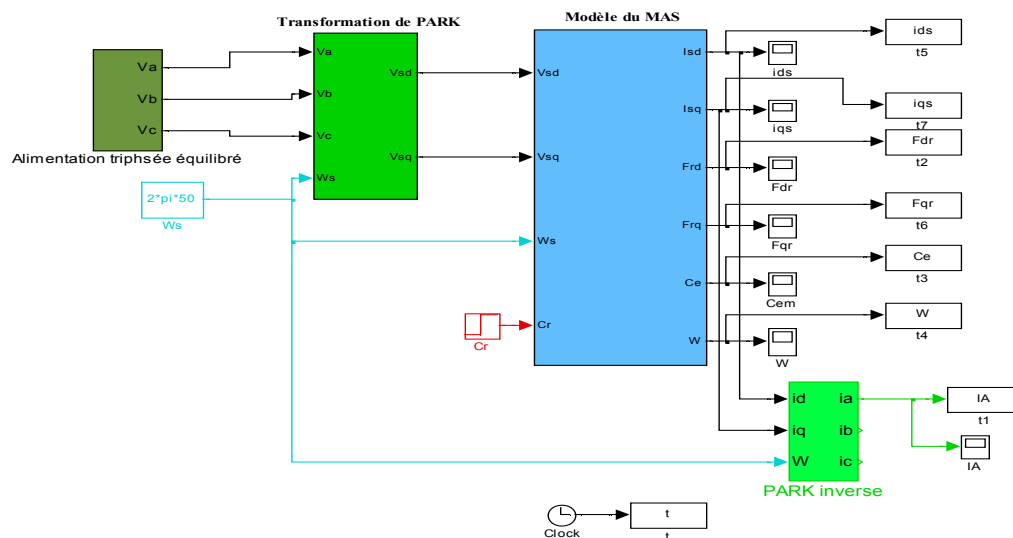 Transformation de PARK
Modèle du MAS
Va
Vb
Vc
Alimentation triphsée équilibré
2*pi*50
Ws
Va
Vb
Vc
Ws
Vsd
Vsq
Vsd
Vsq
Ws
Cr
Cr
Isd
Isq
Frd
Frq
Ce
W
ids
iqs
Fdr
Fqr
Cem
W
ids
t5
iqs
t7
Fdr
t2
Fqr
t6
Ce
t3
W
t4
id
iq
W
ia
ib
ic
PARK inverse
IA
t1
IA
Clock
t
t